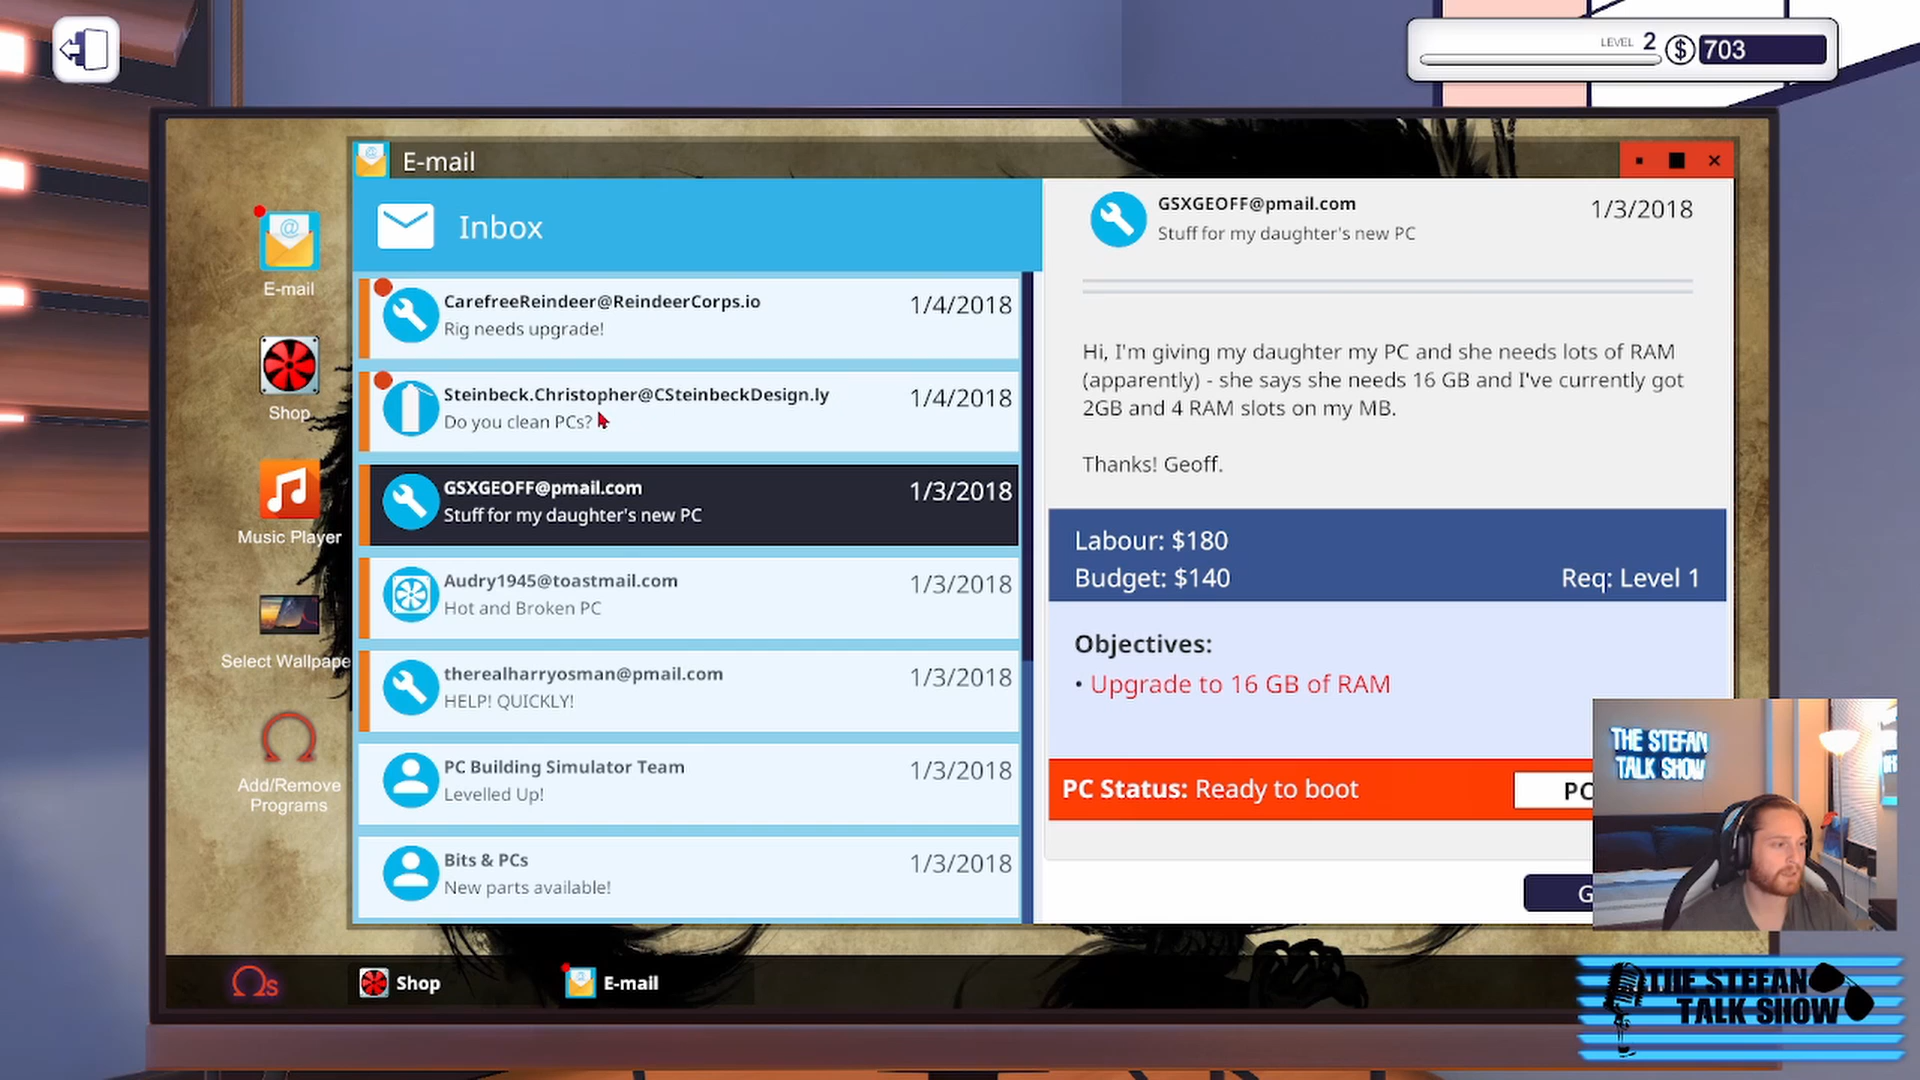 LEVEL 2 $ 703
E-mail
Inbox
E-mail
Shop
Music Player
Select Wallpape
Add/Remove
Programs
CarefreeReindeer@ReindeerCorps.io 1/4/2018
Rig needs upgrade!
Steinbeck.Christopher@CSteinbeckDesign.ly 1/4/2018
Do you clean PCs?
GSXGEOFF@pmail.com 1/3/2018
Stuff for my daughter's new PC
Audry1945@toastmail.com 1/3/2018
Hot and Broken PC
therealharryosman@pmail.com 1/3/2018
HELP! QUICKLY!
PC Building Simulator Team 1/3/2018
Levelled Up!
Bits & PCs 1/3/2018
New parts available!
GSXGEOFF@pmail.com 1/3/2018
Stuff for my daughter's new PC
Hi, I'm giving my daughter my PC and she needs lots of RAM
(apparently) - she says she needs 16 GB and I've currently got
2GB and 4 RAM slots on my MB.
Thanks! Geoff.
Labour: $180
Budget: $140 Req: Level 1
Objectives:
• Upgrade to 16 GB of RAM
PC Status: Ready to boot PC
G
THE STEFAN
TALK SHOW
Ωs Shop E-mail
THE STEFAN
TALK SHOW